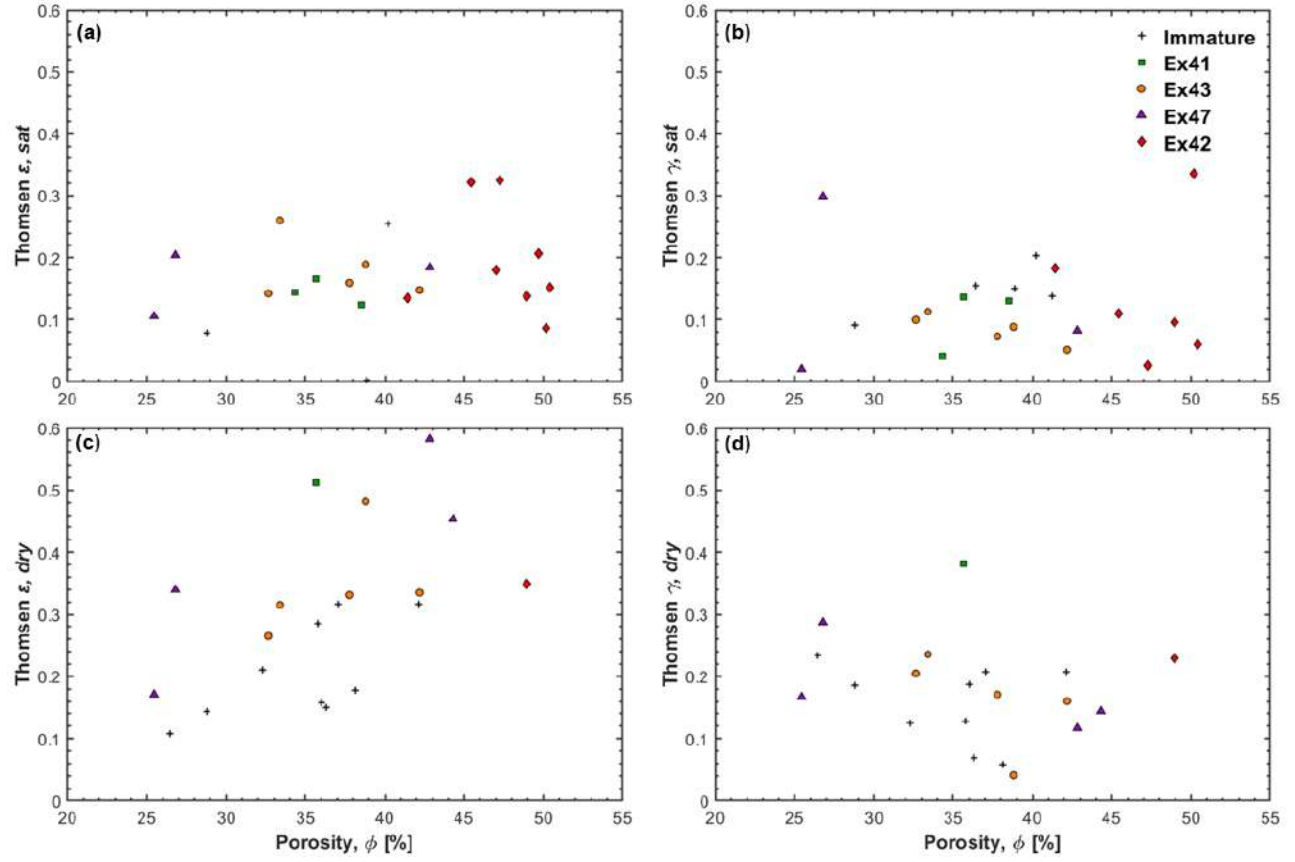 (a)
Thomsen ε, sat
0.6
0.5
0.4
0.3
0.2
0.1
0
20 25 30 35 40 45 50 55
(b)
Thomsen γ, sat
0.6
0.5
0.4
0.3
0.2
0.1
0
20 25 30 35 40 45 50 55
Immature
Ex41
Ex43
Ex47
Ex42
(c)
Thomsen ε, dry
0.6
0.5
0.4
0.3
0.2
0.1
0
20 25 30 35 40 45 50 55
Porosity, ϕ [%]
(d)
Thomsen γ, dry
0.6
0.5
0.4
0.3
0.2
0.1
0
20 25 30 35 40 45 50 55
Porosity, ϕ [%]